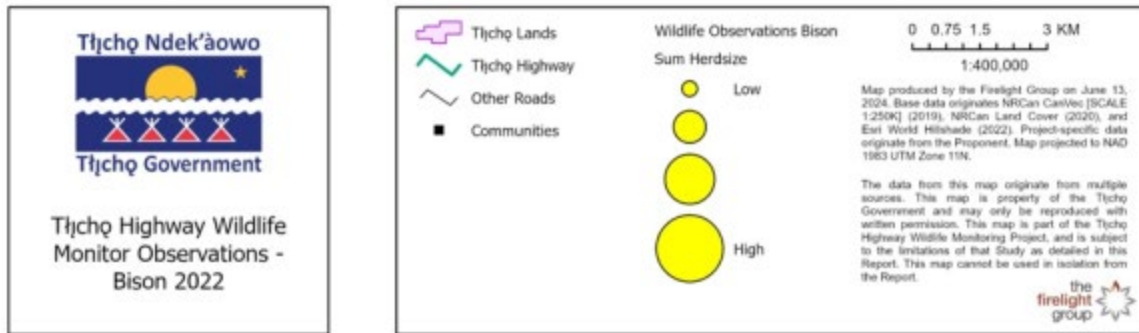 Tłı̨chǫ Ndek'àowo
Tłı̨chǫ Government
Tłı̨chǫ Highway Wildlife
Monitor Observations -
Bison 2022
Tłı̨chǫ Lands
Tłı̨chǫ Highway
Other Roads
Communities
Wildlife Observations Bison
Sum Herdsize
Low
High
0 0.75 1.5 3 KM
1:400,000
Map produced by the Firelight Group on June 13,
2024. Base data originates NRCan CanVec [SCALE
1:250K] (2019), NRCan Land Cover (2020), and
Esri World Hillshade (2022). Project-specific data
originate from the Proponent. Map projected to NAD
1983 UTM Zone 11N.
The data from this map originate from multiple
sources. This map is property of the Tłı̨chǫ
Government and may only be reproduced with
written permission. This map is part of the Tłı̨chǫ
Highway Wildlife Monitoring Project, and is subject
to the limitations of that Study as detailed in this
Report. This map cannot be used in isolation from
the Report.
the
firelight
group